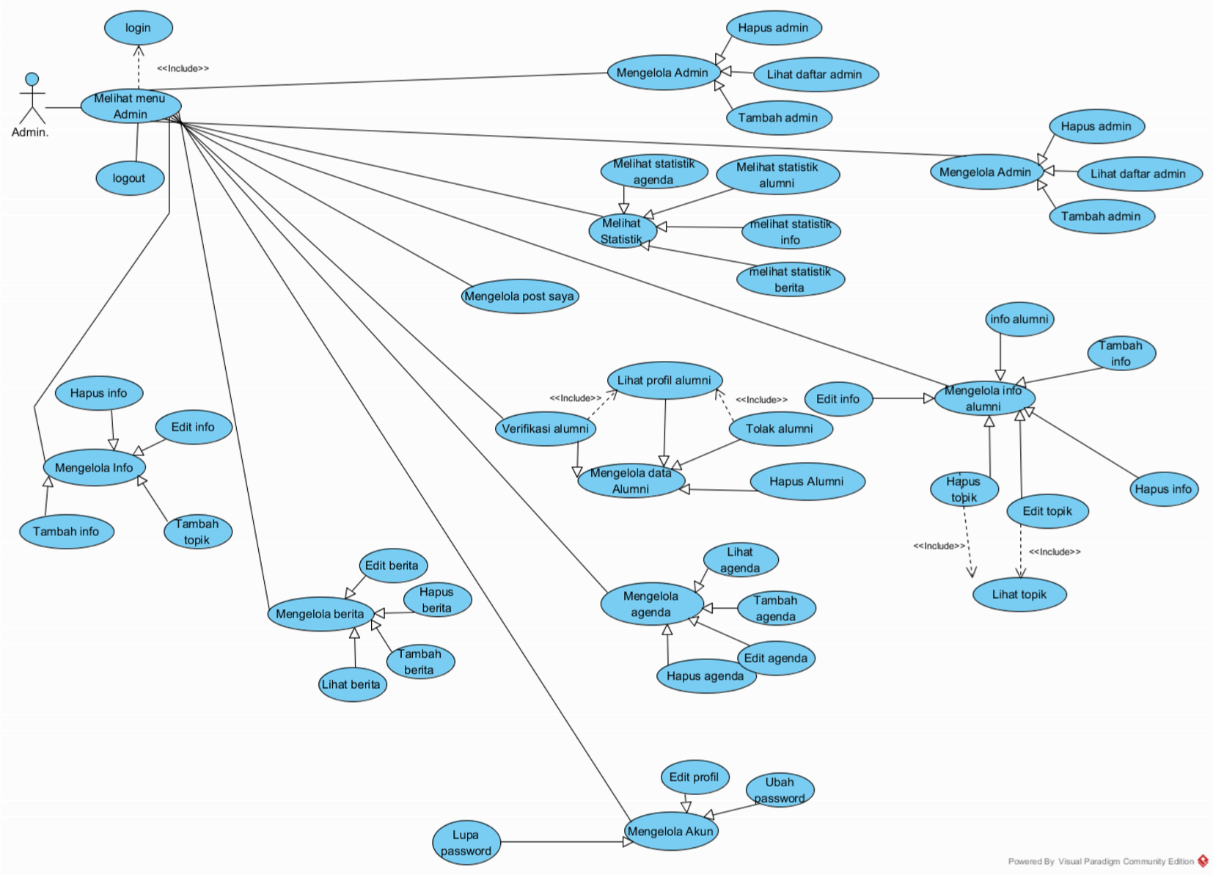 login
<<Include>>
Melihat menu
Admin
Admin.
logout
Hapus admin
Mengelola Admin
Lihat daftar admin
Tambah admin
Hapus admin
Mengelola Admin
Lihat daftar admin
Tambah admin
Melihat statistik
agenda
Melihat statistik
alumni
Melihat
Statistik
melihat statistik
info
melihat statistik
berita
Mengelola post saya
info alumni
Tambah
info
Edit info
Mengelola info
alumni
Hapus
topik
Edit topik
Hapus info
<<Include>>
<<Include>>
Lihat topik
Lihat profil alumni
<<Include>>
<<Include>>
Verifikasi alumni
Tolak alumni
Mengelola data
Alumni
Hapus Alumni
Hapus info
Edit info
Mengelola Info
Tambah info
Tambah
topik
Edit berita
Hapus
berita
Mengelola berita
Tambah
berita
Lihat berita
Lihat
agenda
Mengelola
agenda
Tambah
agenda
Edit agenda
Hapus agenda
Edit profil
Ubah
password
Mengelola Akun
Lupa
password
Powered By Visual Paradigm Community Edition